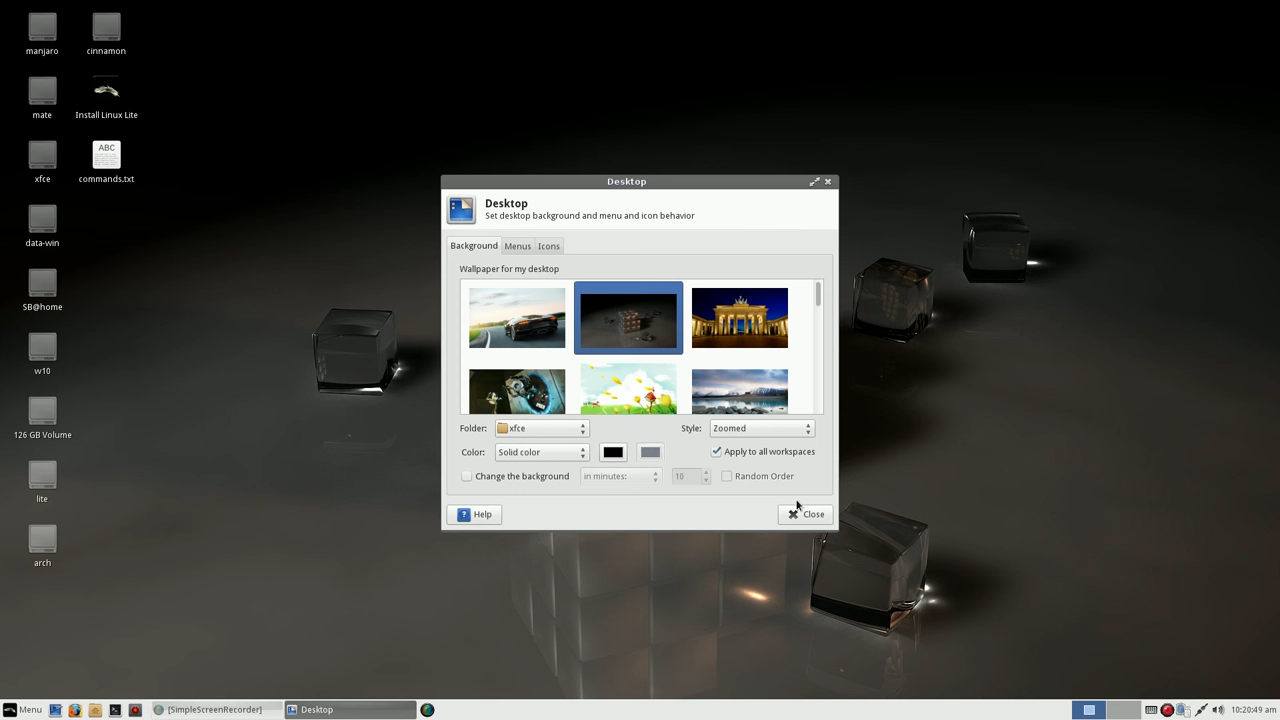 manjaro
cinnamon
mate
Install Linux Lite
ABC
xfce
commands.txt
data-win
SB@home
w10
126 GB Volume
lite
arch
Desktop
Desktop
Set desktop background and menu and icon behavior
Background Menus Icons
Wallpaper for my desktop
Folder: xfce Style: Zoomed
Color: Solid color Apply to all workspaces
Change the background in minutes: 10 Random Order
? Help Close
Menu [SimpleScreenRecorder] Desktop 10:20:49 am